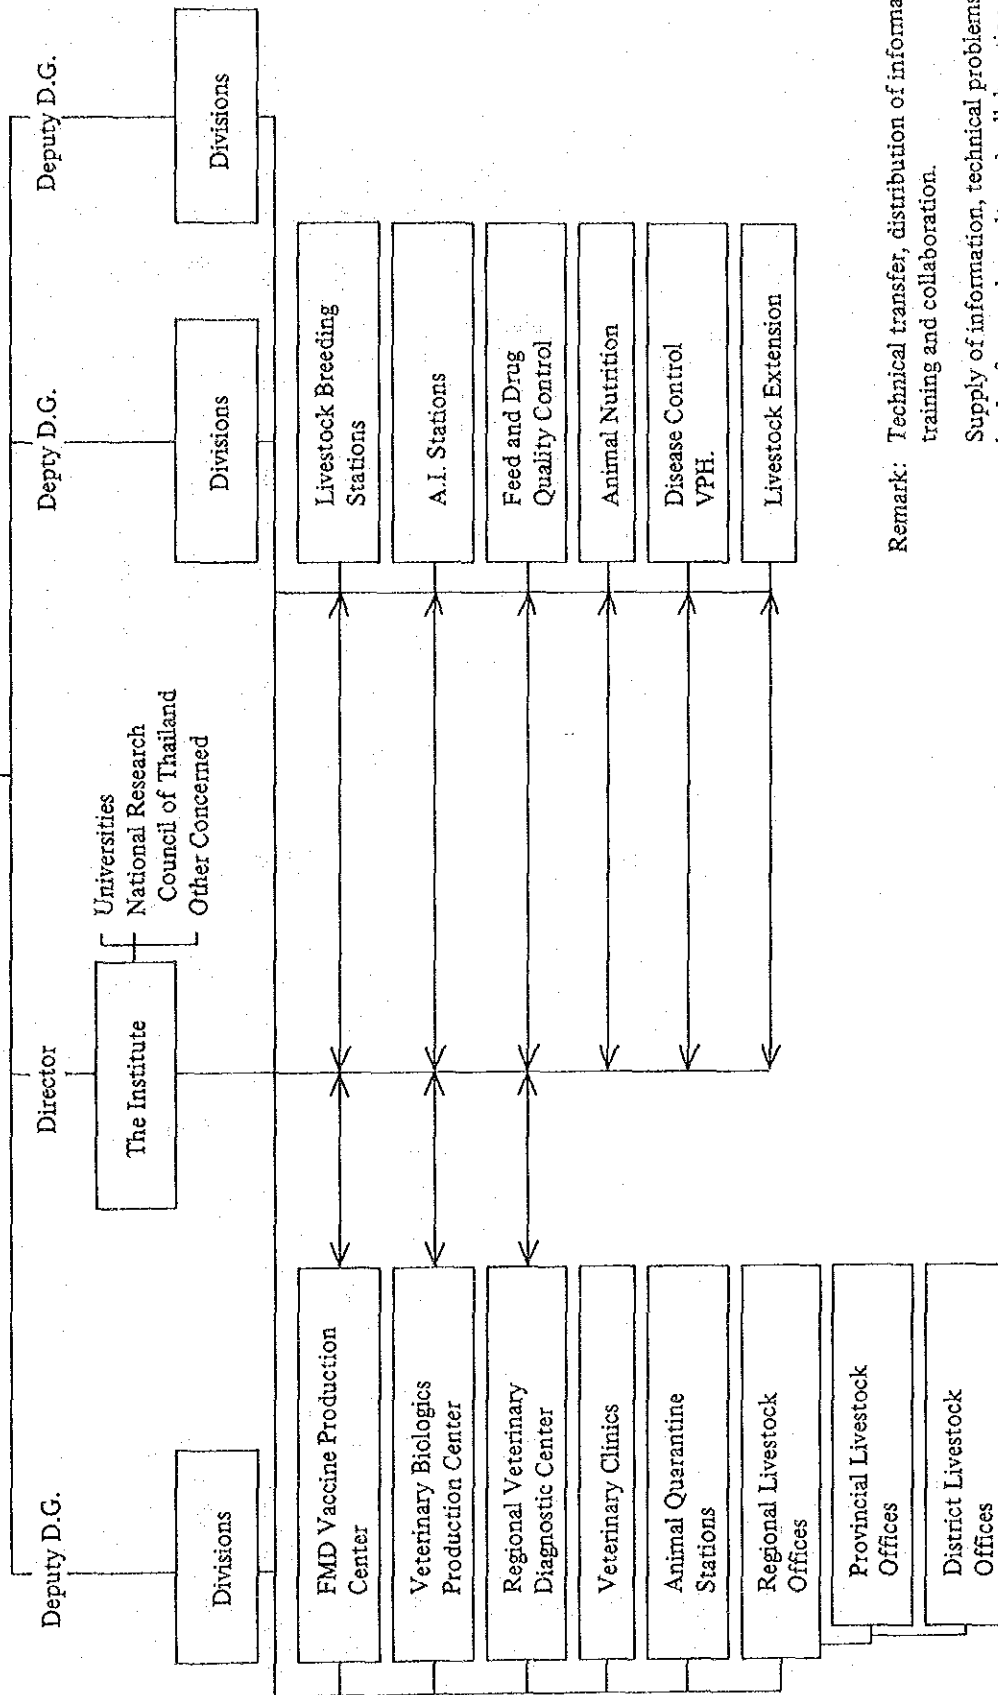 Deputy D.G.
Director
Depty D.G.
Deputy D.G.
Divisions
The Institute
Universities
National Research
Council of Thailand
Other Concerned
Divisions
Divisions
FMD Vaccine Production
Center
Veterinary Biologics
Production Center
Regional Veterinary
Diagnostic Center
Veterinary Clinics
Animal Quarantine
Stations
Regional Livestock
Offices
Provincial Livestock
Offices
District Livestock
Offices
Livestock Breeding
Stations
A.I. Stations
Feed and Drug
Quality Control
Animal Nutrition
Disease Control
VPH.
Livestock Extension
Remark: Technical transfer, distribution of
training and collaboration.
Supply of information, technical problems